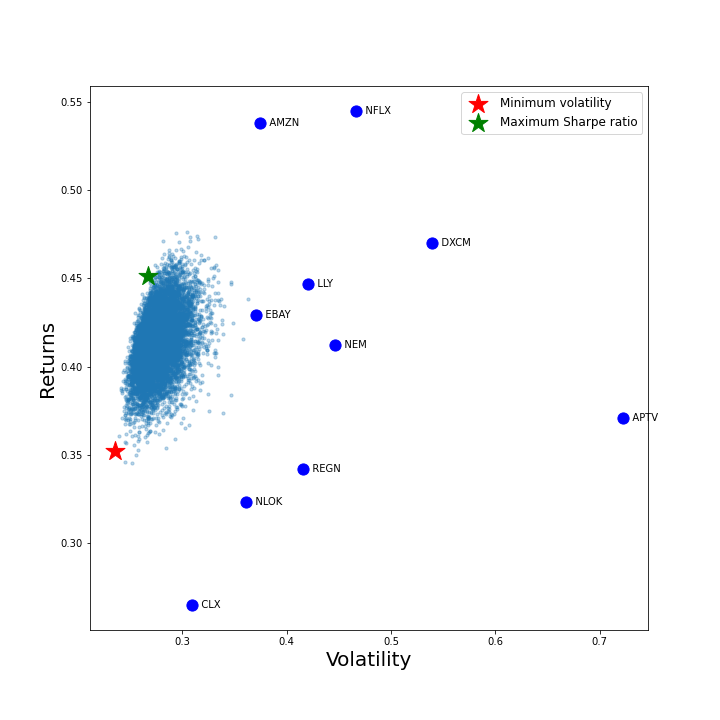 Minimum volatility
Maximum Sharpe ratio
0.55
NFLX
AMZN
0.50
DXCM
0.45
LLY
EBAY
NEM
0.40
APTV
0.35
REGN
NLOK
0.30
CLX
0.3 0.4 0.5 0.6 0.7
Volatility
Returns